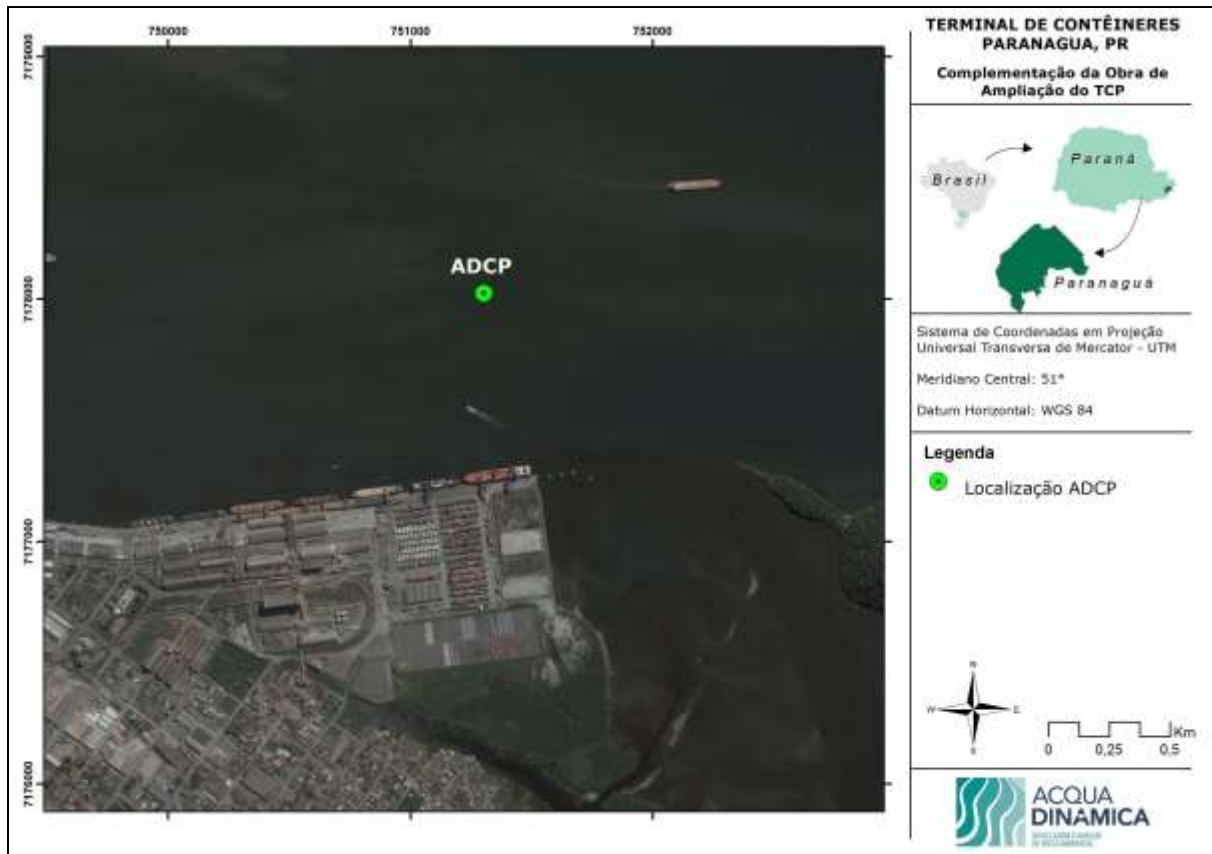 750000
751000
752000
7179000
7178000
7177000
7176000
ADCP
TERMINAL DE CONTÊINERES
PARANAGUA, PR
Complementação da Obra de
Ampliação do TCP
Brasil
Paraná
Paranaguá
Sistema de Coordenadas em Projeção
Universal Transversa de Mercator - UTM
Meridiano Central: 51°
Datum Horizontal: WGS 84
Legenda
Localização ADCP
N
W
E
S
Km
0
0,25
0,5
ACQUA
DINAMICA